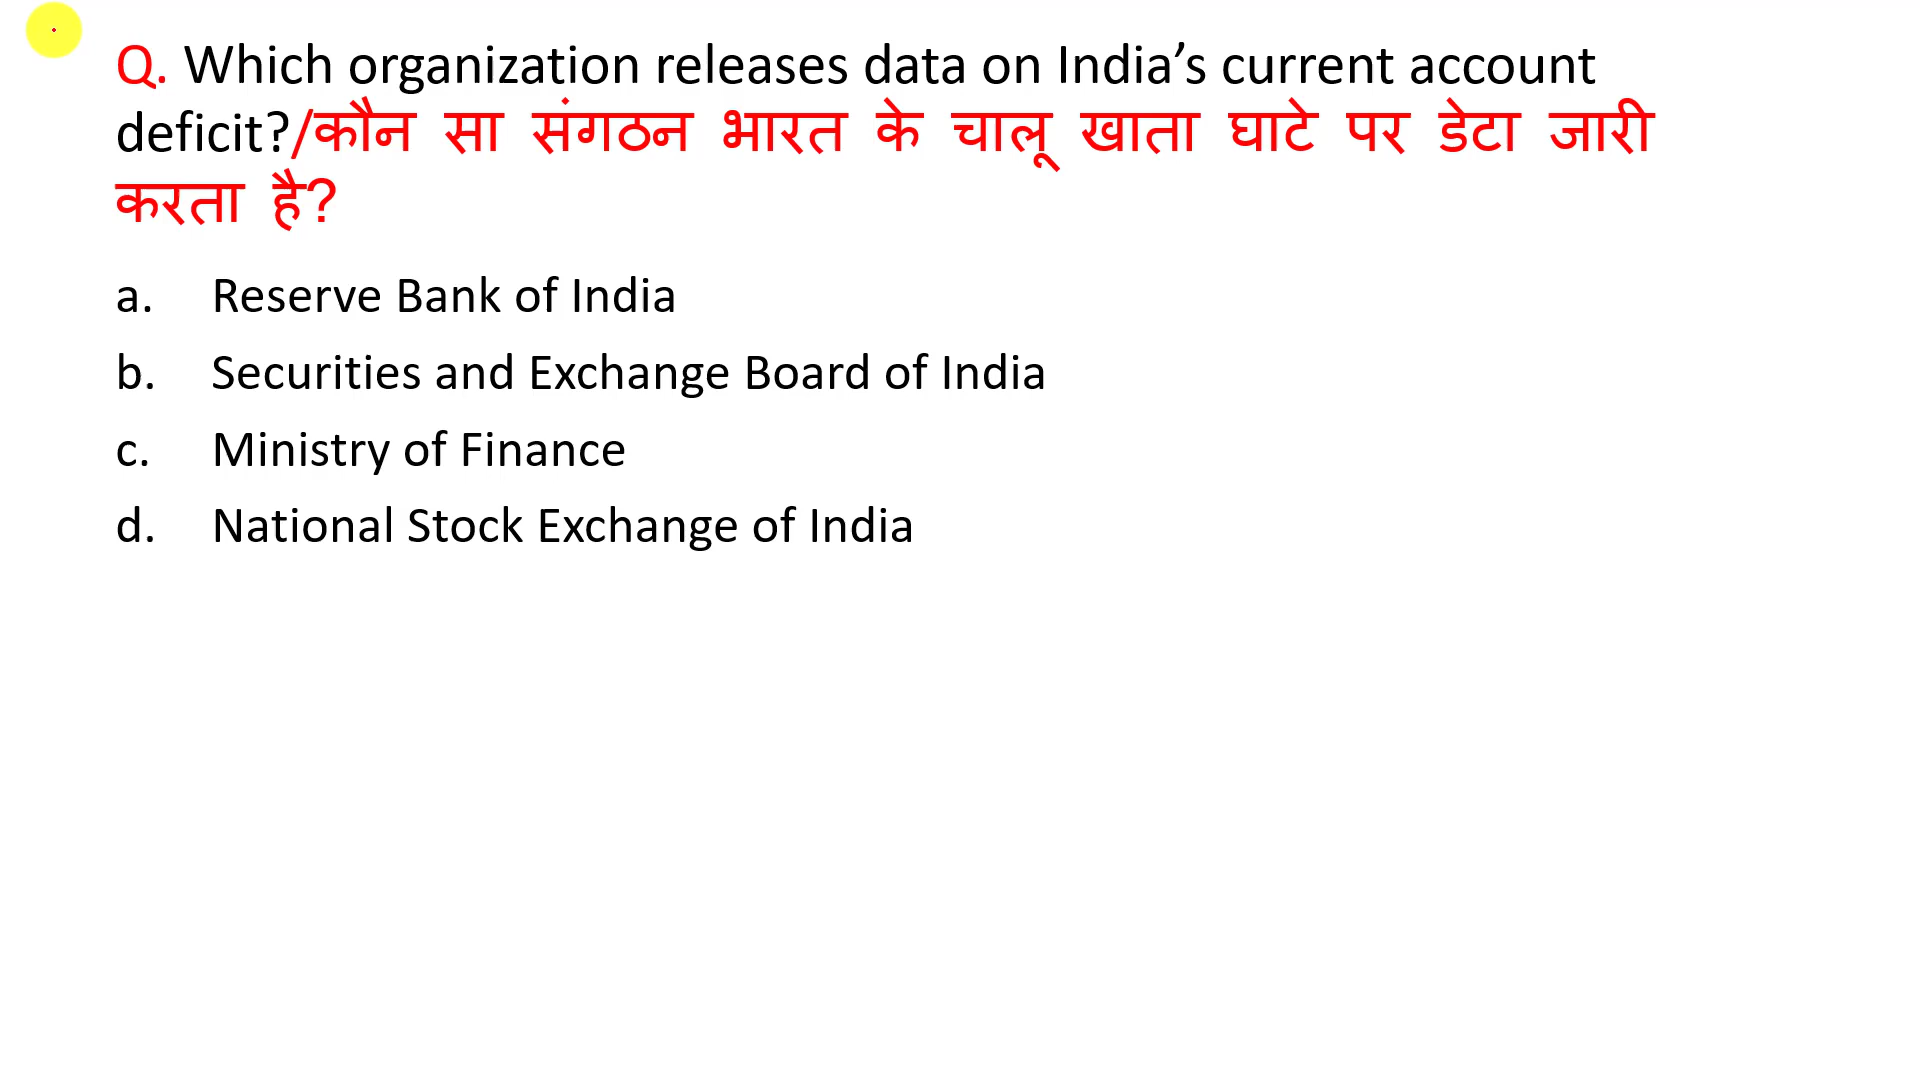 Q. Which organization releases data on India’s current account
deficit?/कौन सा संगठन भारत के चालू खाता घाटे पर डेटा जारी
करता है?
a. Reserve Bank of India
b. Securities and Exchange Board of India
c. Ministry of Finance
d. National Stock Exchange of India